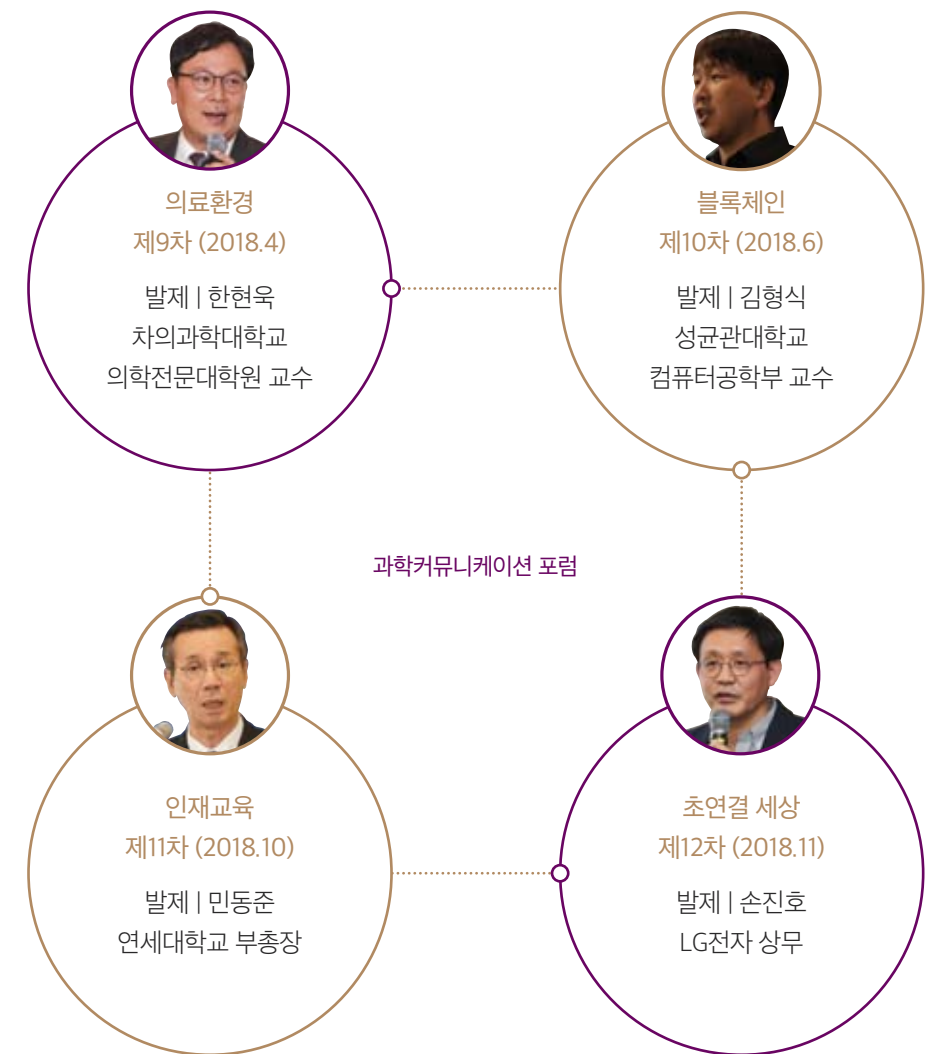 의료환경
제9차 (2018.4)
발제 | 한현욱
차의과학대학교
의학전문대학원 교수
블록체인
제10차 (2018.6)
발제 | 김형식
성균관대학교
컴퓨터공학부 교수
과학커뮤니케이션 포럼
인재교육
제11차 (2018.10)
발제 | 민동준
연세대학교 부총장
초연결 세상
제12차 (2018.11)
발제 | 손진호
LG전자 상무